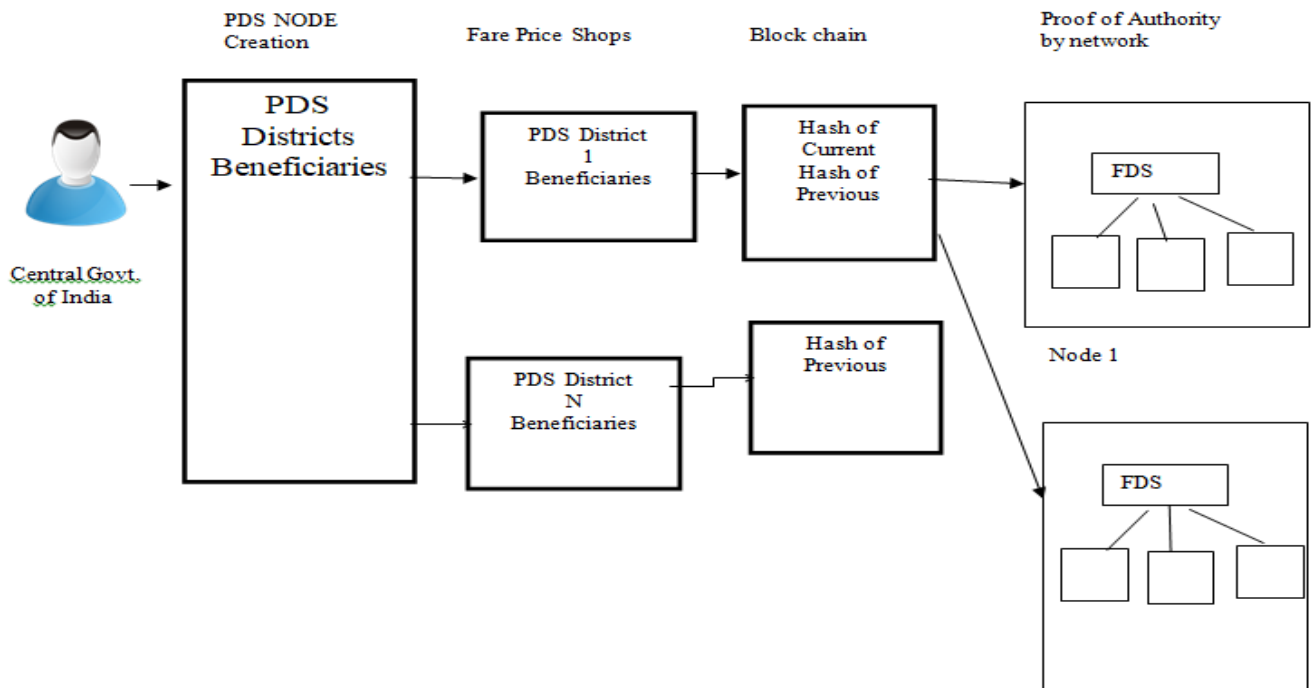 PDS NODE
Creation
Fare Price Shops
Block chain
Proof of Authority
by network
Central Govt.
of India
PDS
Districts
Beneficiaries
PDS District
1
Beneficiaries
Hash of
Current
Hash of
Previous
FDS
Node 1
PDS District
N
Beneficiaries
Hash of
Previous
FDS